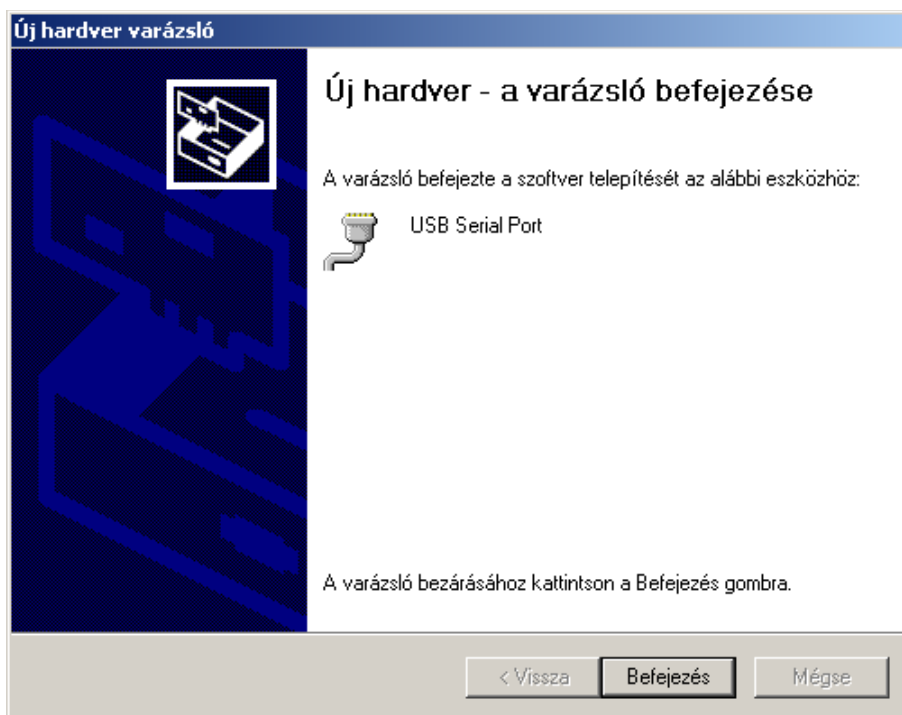 Új hardver varázsló
Új hardver - a varázsló befejezése
A varázsló befejezte a szoftver telepítését az alábbi eszközhöz:
USB Serial Port
A varázsló bezárásához kattintson a Befejezés gombra.
< Vissza
Befejezés
Mégse